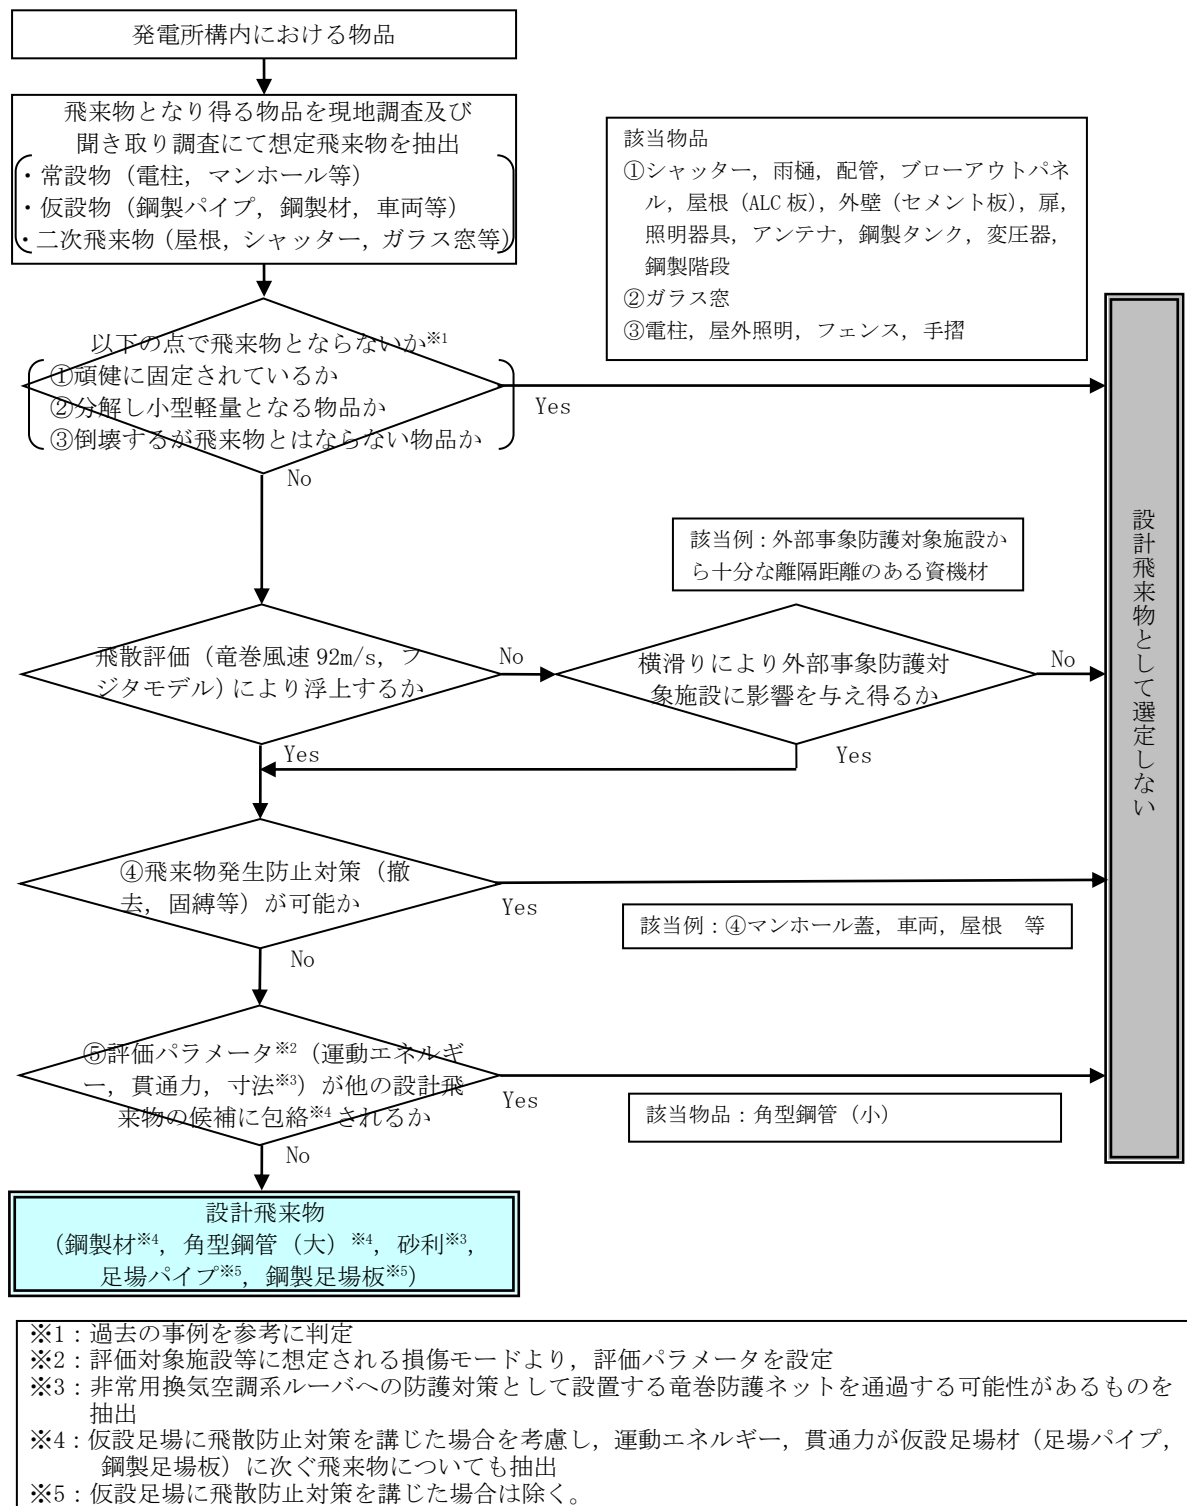 発電所構内における物品
飛来物となり得る物品を現地調査及び
聞き取り調査にて想定飛来物を抽出
・常設物（電柱，マンホール等）
・仮設物（鋼製パイプ，鋼製材，車両等）
・二次飛来物（屋根，シャッター，ガラス窓等）
該当物品
①シャッター，雨樋，配管，ブローアウトパネ
ル，屋根（ALC 板），外壁（セメント板），扉，
照明器具，アンテナ，鋼製タンク，変圧器，
鋼製階段
②ガラス窓
③電柱，屋外照明，フェンス，手摺
以下の点で飛来物とならないか※1
①頑健に固定されているか
②分解し小型軽量となる物品か
③倒壊するが飛来物とはならない物品か
Yes
No
該当例：外部事象防護対象施設か
ら十分な離隔距離のある資機材
飛散評価（竜巻風速 92m/s，フ
ジタモデル）により浮上するか
No
横滑りにより外部事象防護対
象施設に影響を与え得るか
No
Yes
Yes
設計飛来物として選定しない
④飛来物発生防止対策（撤
去，固縛等）が可能か
Yes
該当例：④マンホール蓋，車両，屋根　等
No
⑤評価パラメータ※2（運動エネルギ
ー，貫通力，寸法※3）が他の設計飛
来物の候補に包絡※4されるか
Yes
該当物品：角型鋼管（小）
No
設計飛来物
（鋼製材※4，角型鋼管（大）※4，砂利※3，
足場パイプ※5，鋼製足場板※5）
※1：過去の事例を参考に判定
※2：評価対象施設等に想定される損傷モードより，評価パラメータを設定
※3：非常用換気空調系ルーバへの防護対策として設置する竜巻防護ネットを通過する可能性があるものを
抽出
※4：仮設足場に飛散防止対策を講じた場合を考慮し，運動エネルギー，貫通力が仮設足場材（足場パイプ，
鋼製足場板）に次ぐ飛来物についても抽出
※5：仮設足場に飛散防止対策を講じた場合は除く。